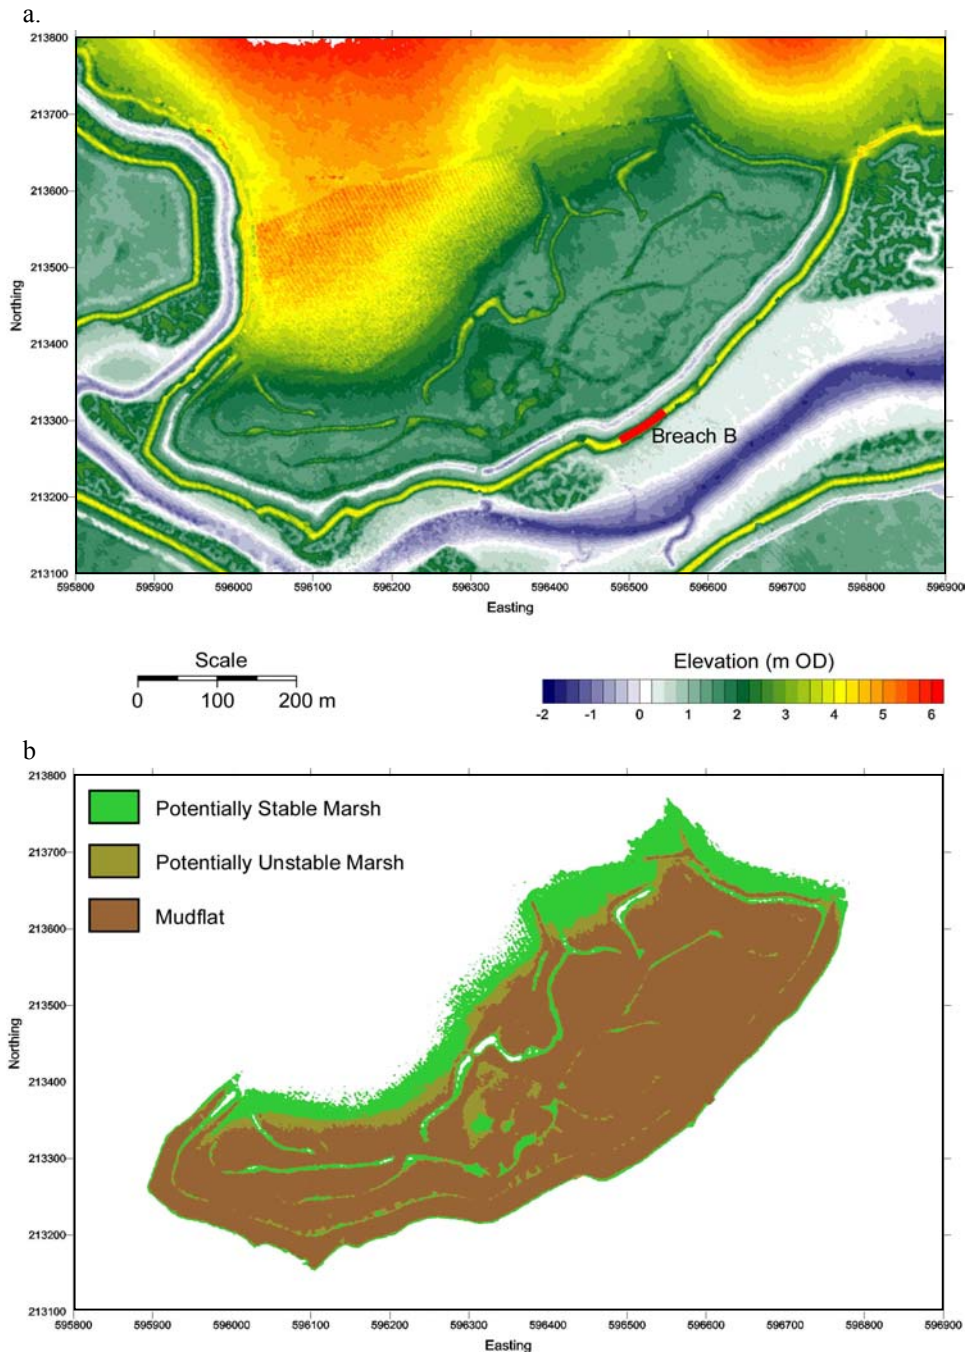 a.
213800
213700
213600
213500
213400
213300
213200
213100
Northing
Breach B
595800 595900 596000 596100 596200 596300 596400 596500 596600 596700 596800 596900
Easting
Scale
0 100 200 m
Elevation (m OD)
-2 -1 0 1 2 3 4 5 6
b
213800
213700
213600
213500
213400
213300
213200
213100
Northing
Potentially Stable Marsh
Potentially Unstable Marsh
Mudflat
595800 595900 596000 596100 596200 596300 596400 596500 596600 596700 596800 596900
Easting